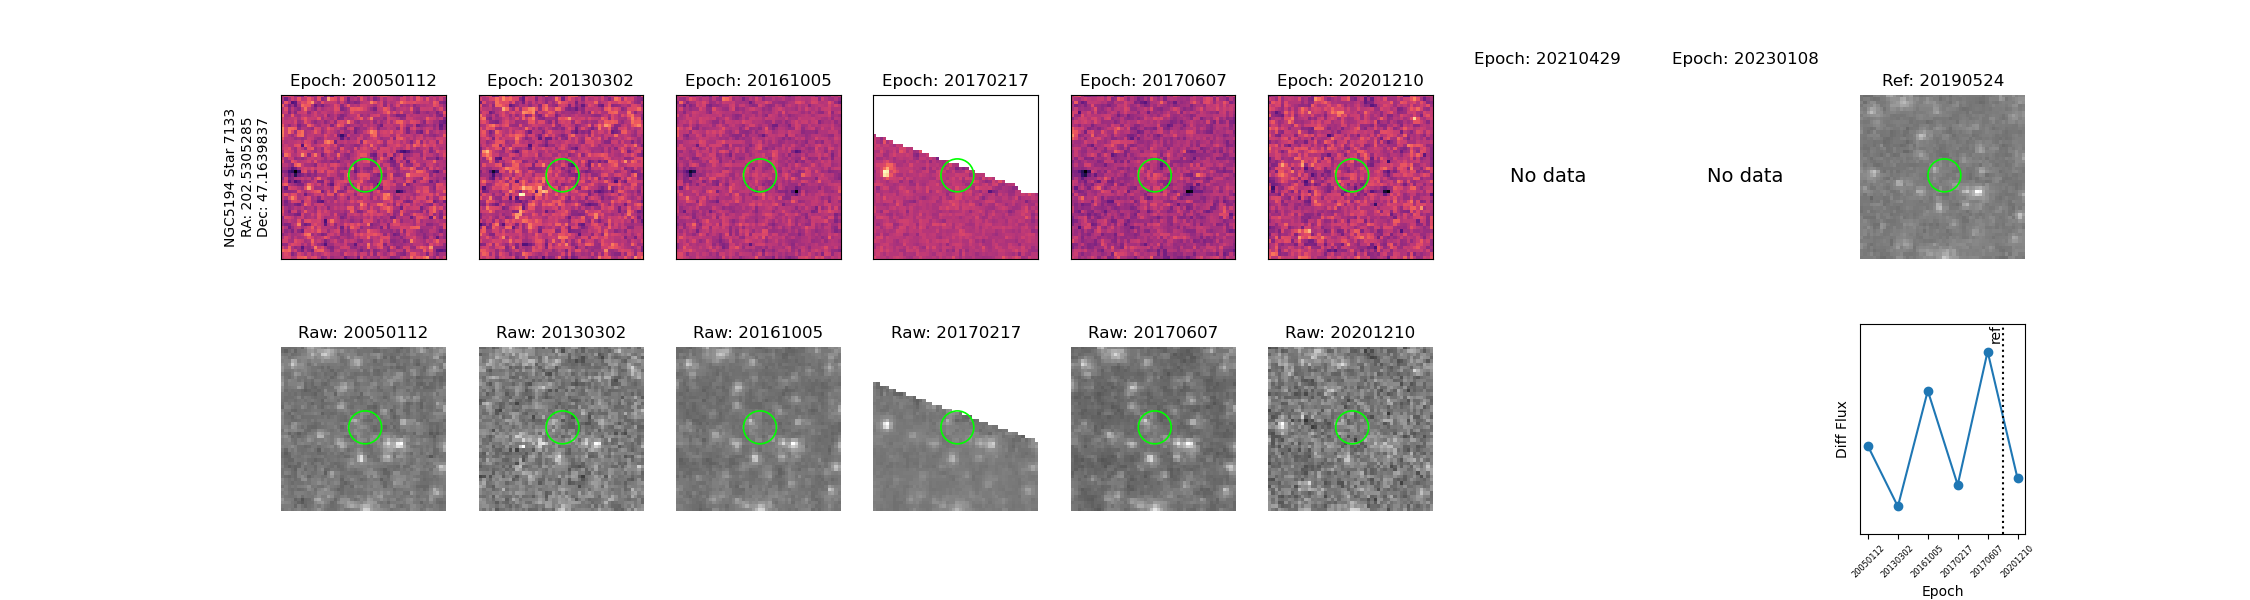 Epoch: 20050112
Epoch: 20130302
Epoch: 20161005
Epoch: 20170217
Epoch: 20170607
Epoch: 20201210
Epoch: 20210429
Epoch: 20230108
Ref: 20190524
NGC5194 Star 7133
RA: 202.5305285
Dec: 47.1639837
No data
No data
Raw: 20050112
Raw: 20130302
Raw: 20161005
Raw: 20170217
Raw: 20170607
Raw: 20201210
ref
Diff Flux
20050112
20130302
20161005
20170217
20170607
20201210
Epoch